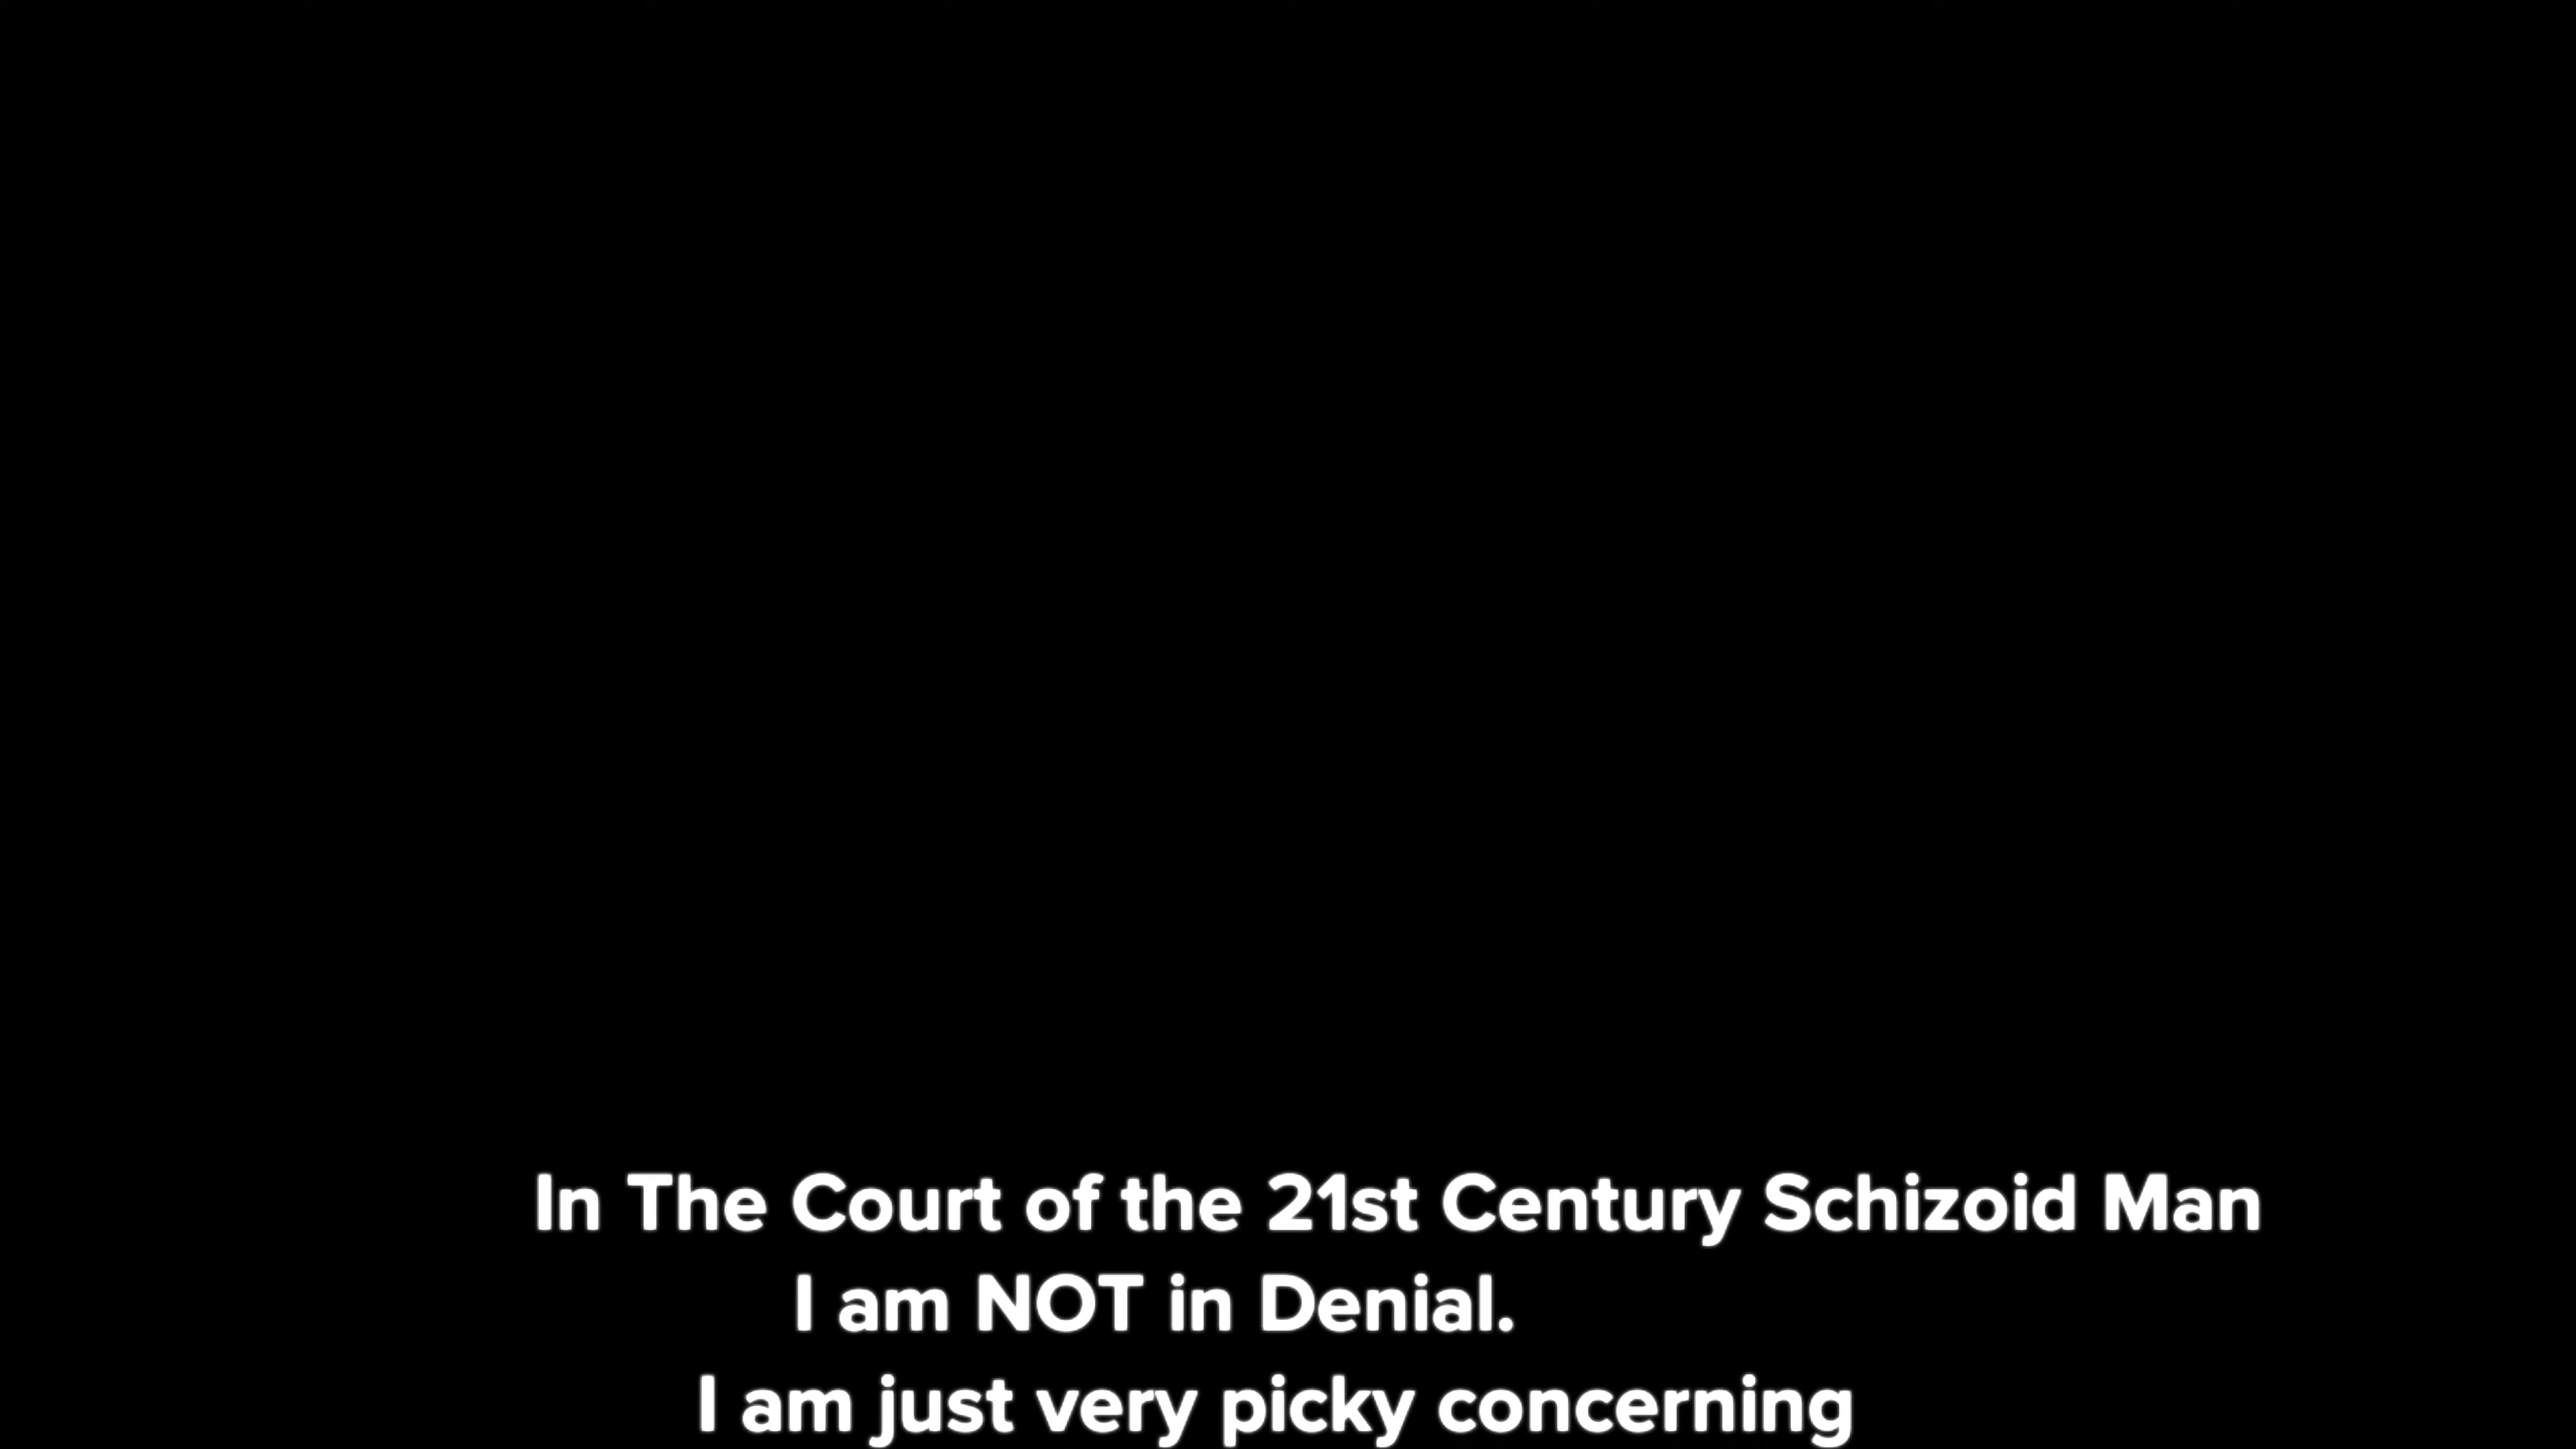 In The Court of the 21st Century Schizoid Man
I am NOT in Denial.
I am just very picky concerning